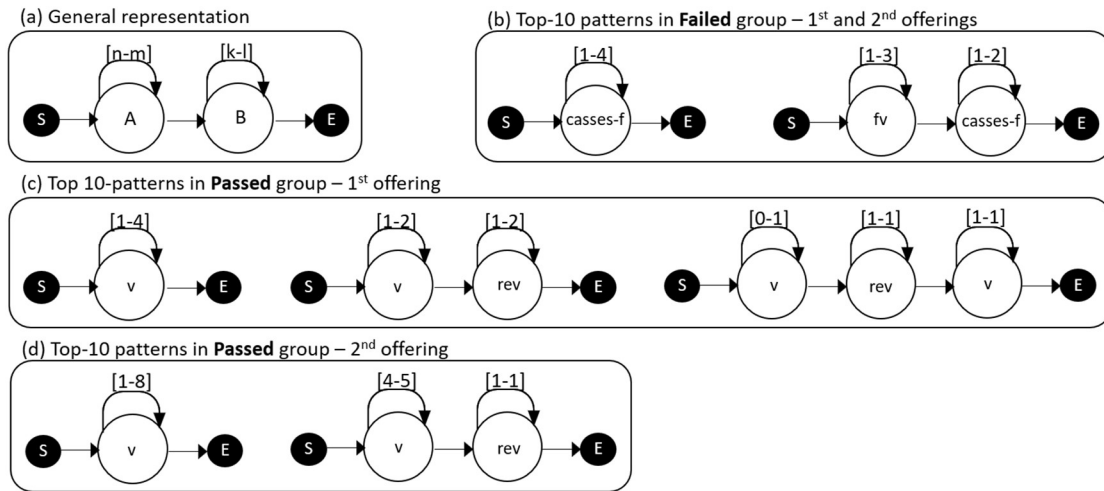 (a) General representation
[n-m] [k-l]
S A B E
(b) Top-10 patterns in Failed group – 1st and 2nd offerings
[1-4] [1-3] [1-2]
S casses-f E S fv casses-f E
(c) Top 10-patterns in Passed group – 1st offering
[1-4] [1-2] [1-2] [0-1] [1-1] [1-1]
S v E S v rev E S v rev v E
(d) Top-10 patterns in Passed group – 2nd offering
[1-8] [4-5] [1-1]
S v E S v rev E